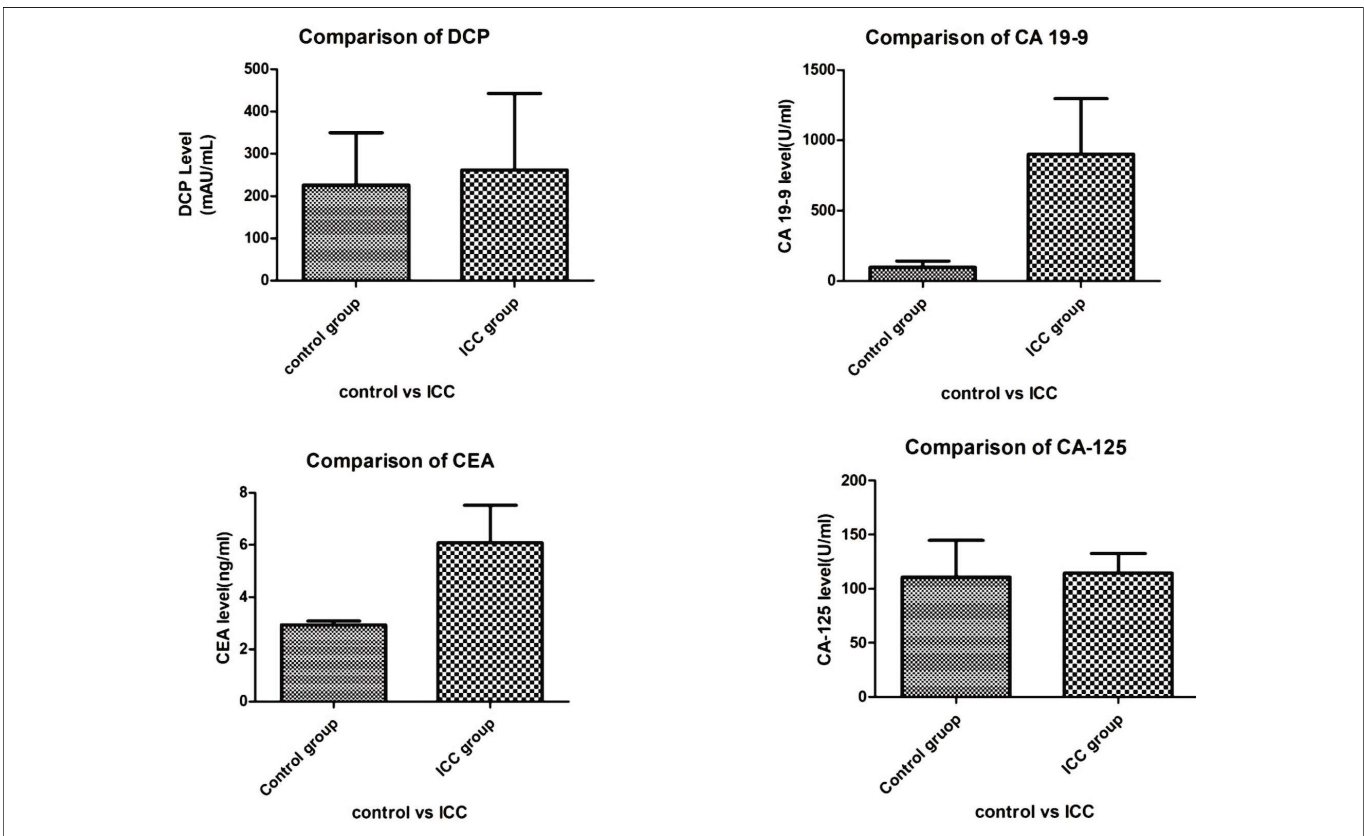 Comparison of DCP
DCP Level
(mAU/mL)
500
400
300
200
100
0
control group
ICC group
control vs ICC
Comparison of CA 19-9
CA 19-9 level(U/ml)
1500
1000
500
0
Control group
ICC group
control vs ICC
Comparison of CEA
CEA level(ng/ml)
8
6
4
2
0
Control group
ICC group
control vs ICC
Comparison of CA-125
CA-125 level(U/ml)
200
150
100
50
0
Control gruop
ICC group
control vs ICC